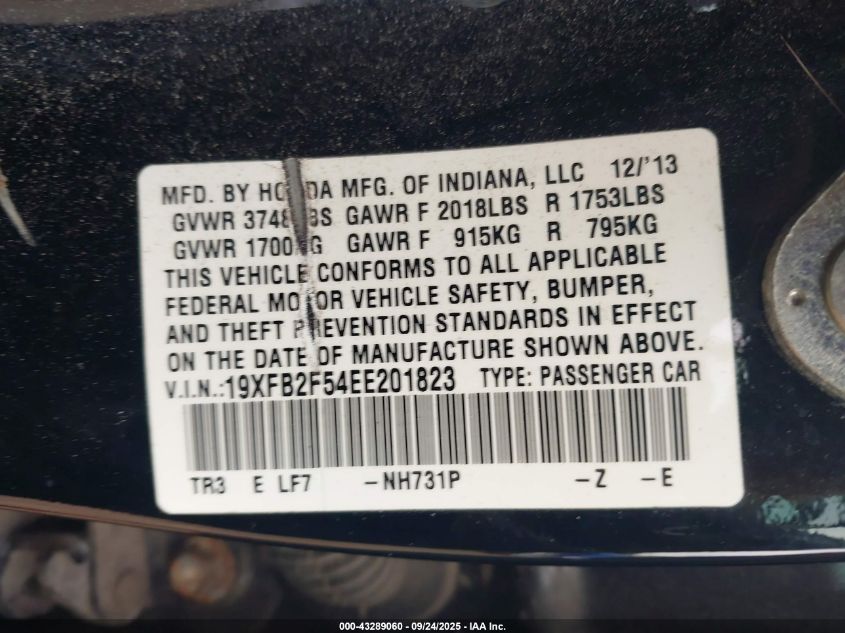 MFD. BY HONDA MFG. OF INDIANA, LLC 12/'13
GVWR 3748LBS GAWR F 2018LBS R 1753LBS
GVWR 1700KG GAWR F 915KG R 795KG
THIS VEHICLE CONFORMS TO ALL APPLICABLE
FEDERAL MOTOR VEHICLE SAFETY, BUMPER,
AND THEFT PREVENTION STANDARDS IN EFFECT
ON THE DATE OF MANUFACTURE SHOWN ABOVE.
V.I.N.:19XFB2F54EE201823 TYPE: PASSENGER CAR
TR3 E LF7 -NH731P -Z -E
000-43289060 - 09/24/2025 - IAA Inc.